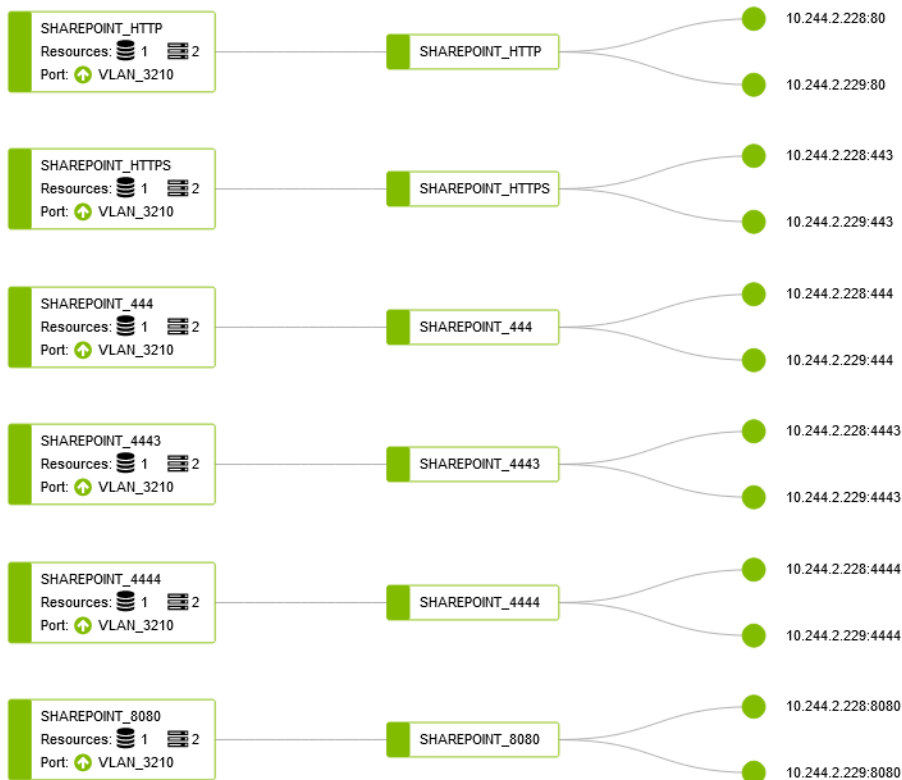 SHAREPOINT_HTTP
Resources: 1 2
Port: VLAN_3210
SHAREPOINT_HTTP
10.244.2.228:80
10.244.2.229:80
SHAREPOINT_HTTPS
Resources: 1 2
Port: VLAN_3210
SHAREPOINT_HTTPS
10.244.2.228:443
10.244.2.229:443
SHAREPOINT_444
Resources: 1 2
Port: VLAN_3210
SHAREPOINT_444
10.244.2.228:444
10.244.2.229:444
SHAREPOINT_4443
Resources: 1 2
Port: VLAN_3210
SHAREPOINT_4443
10.244.2.228:4443
10.244.2.229:4443
SHAREPOINT_4444
Resources: 1 2
Port: VLAN_3210
SHAREPOINT_4444
10.244.2.228:4444
10.244.2.229:4444
SHAREPOINT_8080
Resources: 1 2
Port: VLAN_3210
SHAREPOINT_8080
10.244.2.228:8080
10.244.2.229:8080